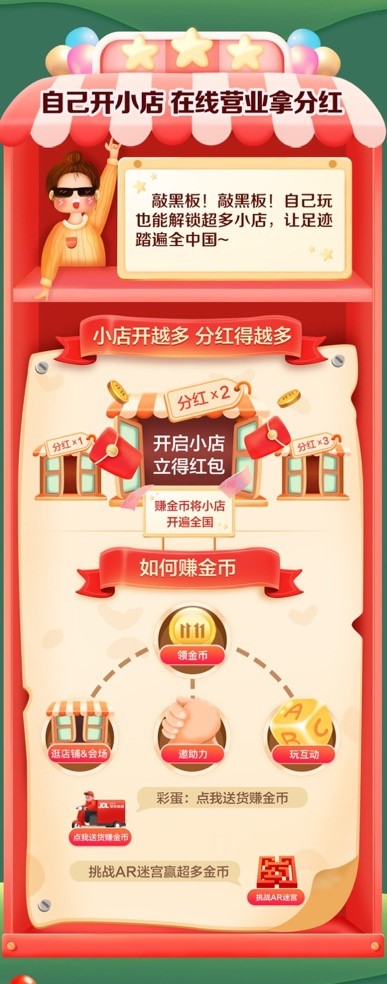 自己开小店 在线营业拿分红
敲黑板！敲黑板！自己玩
也能解锁超多小店，让足迹
踏遍全中国~
小店开越多 分红得越多
分红×2
分红×1
分红×3
开启小店
立得红包
赚金币将小店
开遍全国
如何赚金币
11 11
领金币
逛店铺&会场
邀助力
玩互动
A
B
C
彩蛋：点我送货赚金币
JDL
点我送货赚金币
挑战AR迷宫赢超多金币
挑战AR迷宫